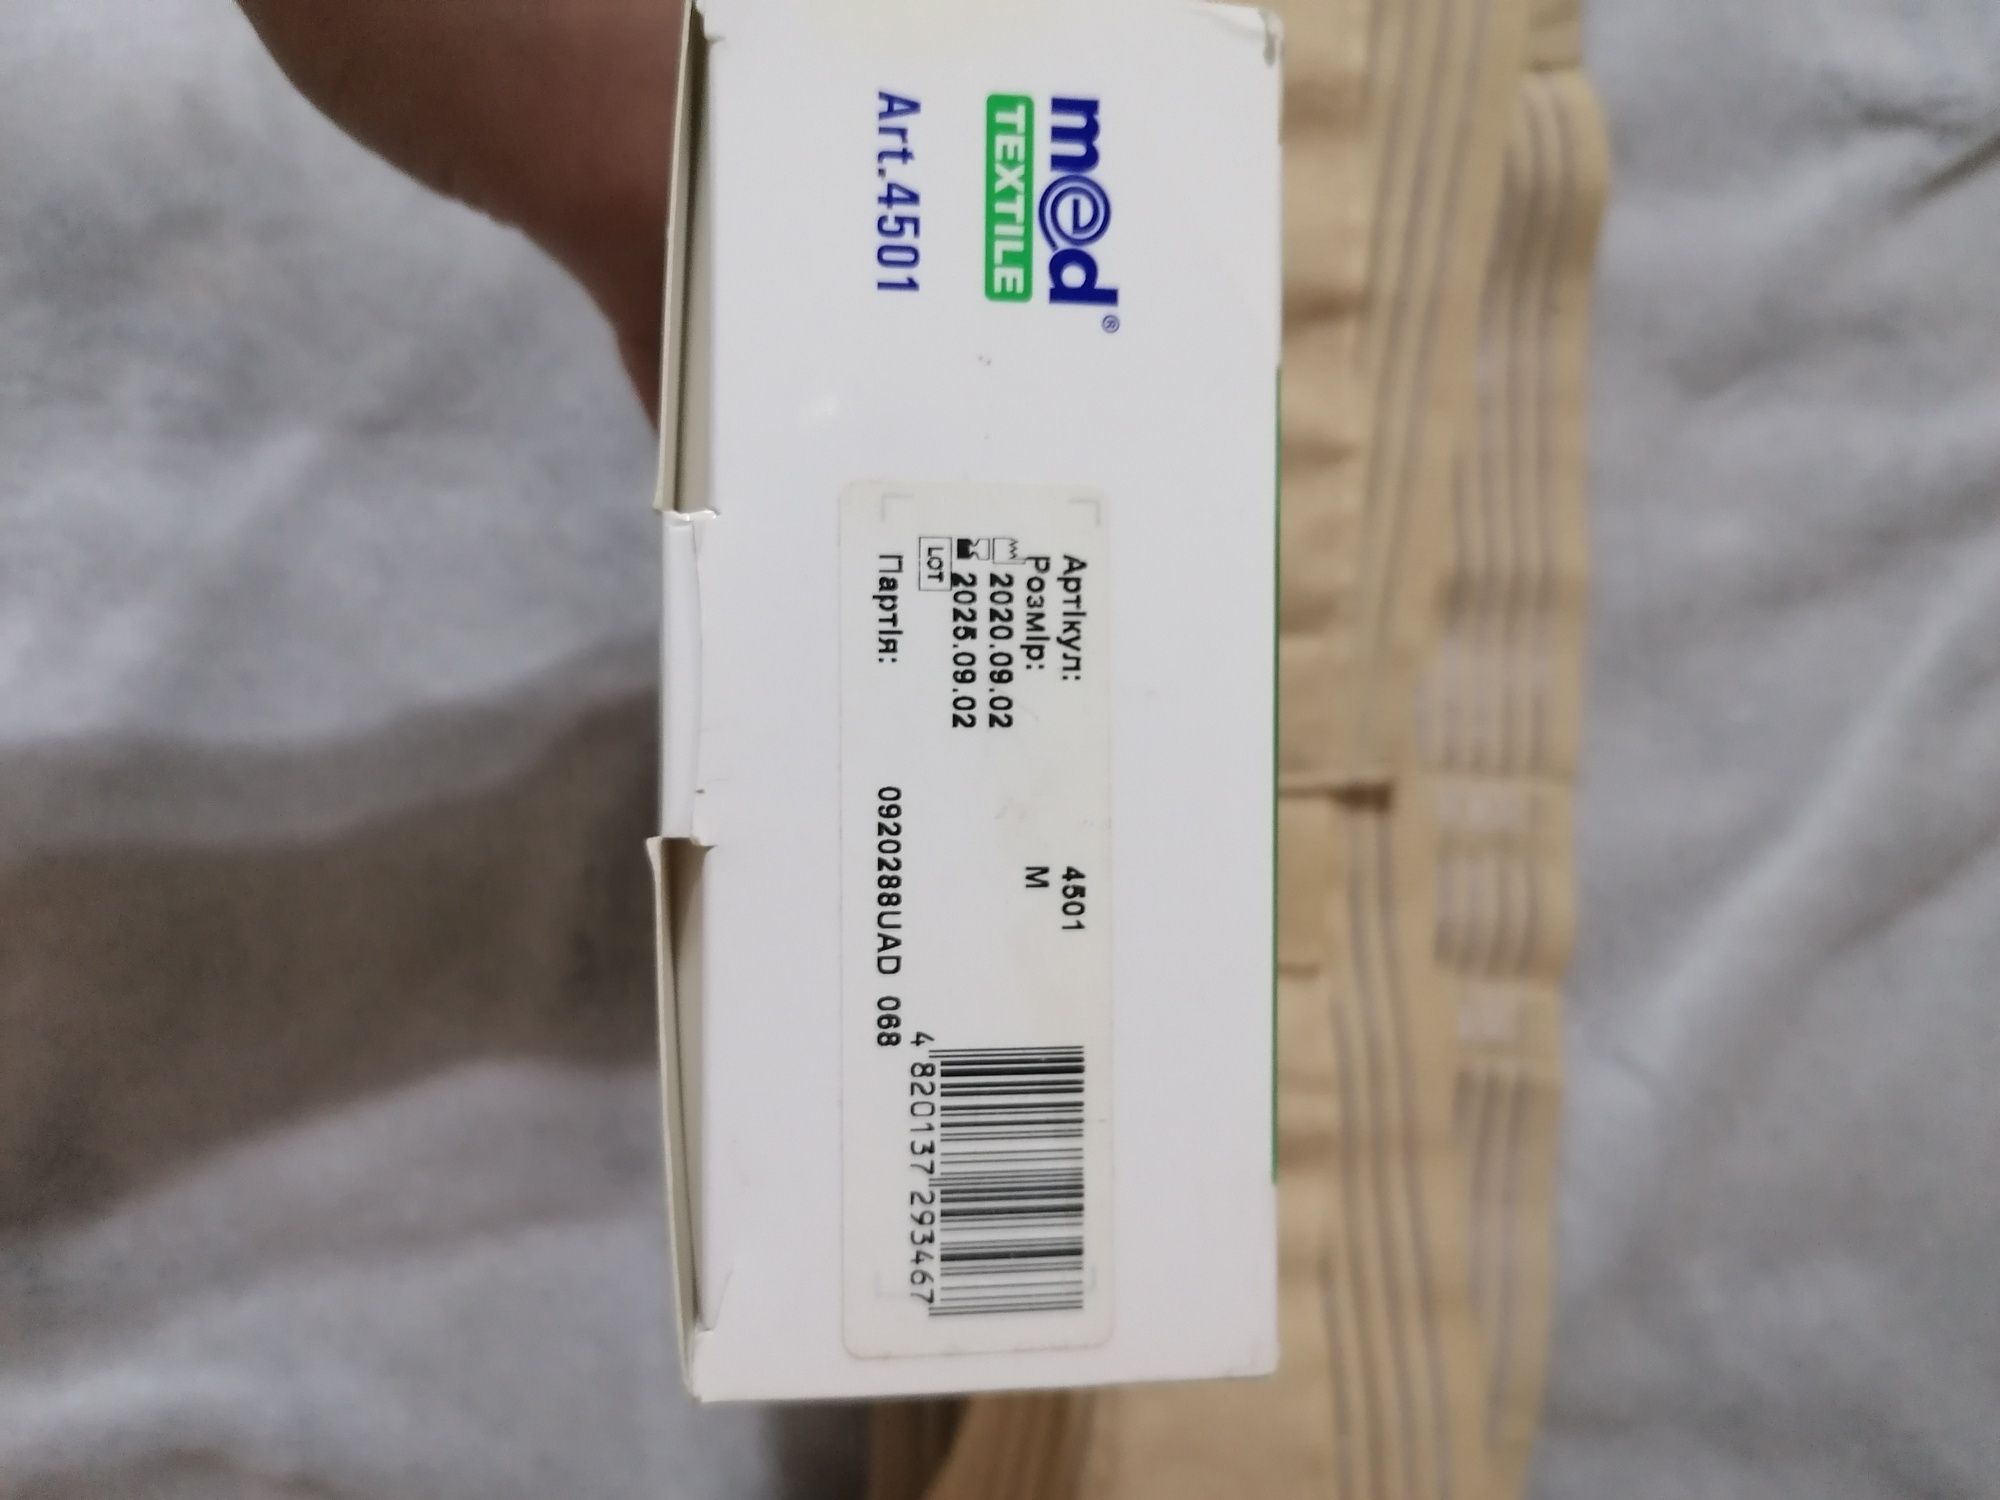 med®
TEXTILE
Art.4501
Артікул: 4501
Розмір: M
2020.09.02
2025.09.02
LOT
Партія: 0920288UAD 068
4 820137 293467